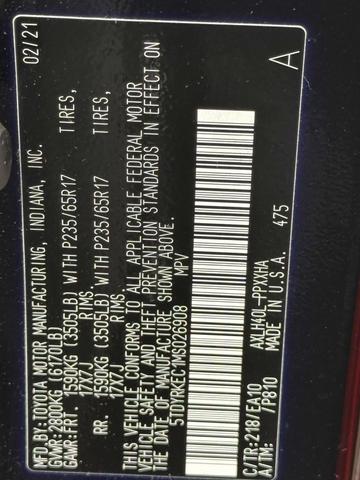 MFD. BY: TOYOTA MOTOR MANUFACTURING, INDIANA, INC. 02/21
GVWR: 2800KG (6170LB)
GAWR: FRT. 1590KG (3505LB) WITH P235/65R17 TIRES,
17X7J RIMS
RR. 1590KG (3505LB) WITH P235/65R17 TIRES,
17X7J RIMS
THIS VEHICLE CONFORMS TO ALL APPLICABLE FEDERAL MOTOR
VEHICLE SAFETY AND THEFT PREVENTION STANDARDS IN EFFECT ON
THE DATE OF MANUFACTURE SHOWN ABOVE.
5TDYRKEC1MS026908 MPV
C/TR: 218/EA10 AXLH40L-PPXXHA A
A/TM: /P810 MADE IN U.S.A. 475